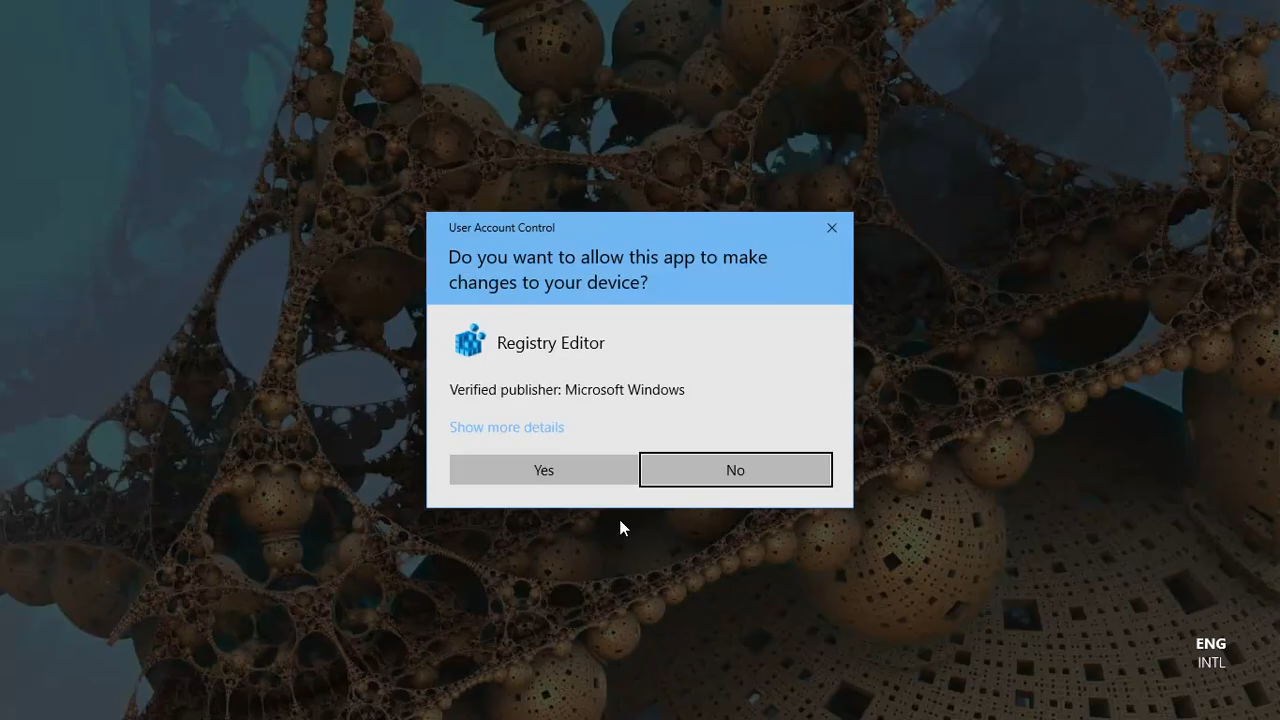 User Account Control
Do you want to allow this app to make
changes to your device?
Registry Editor
Verified publisher: Microsoft Windows
Show more details
Yes
No
ENG
INTL